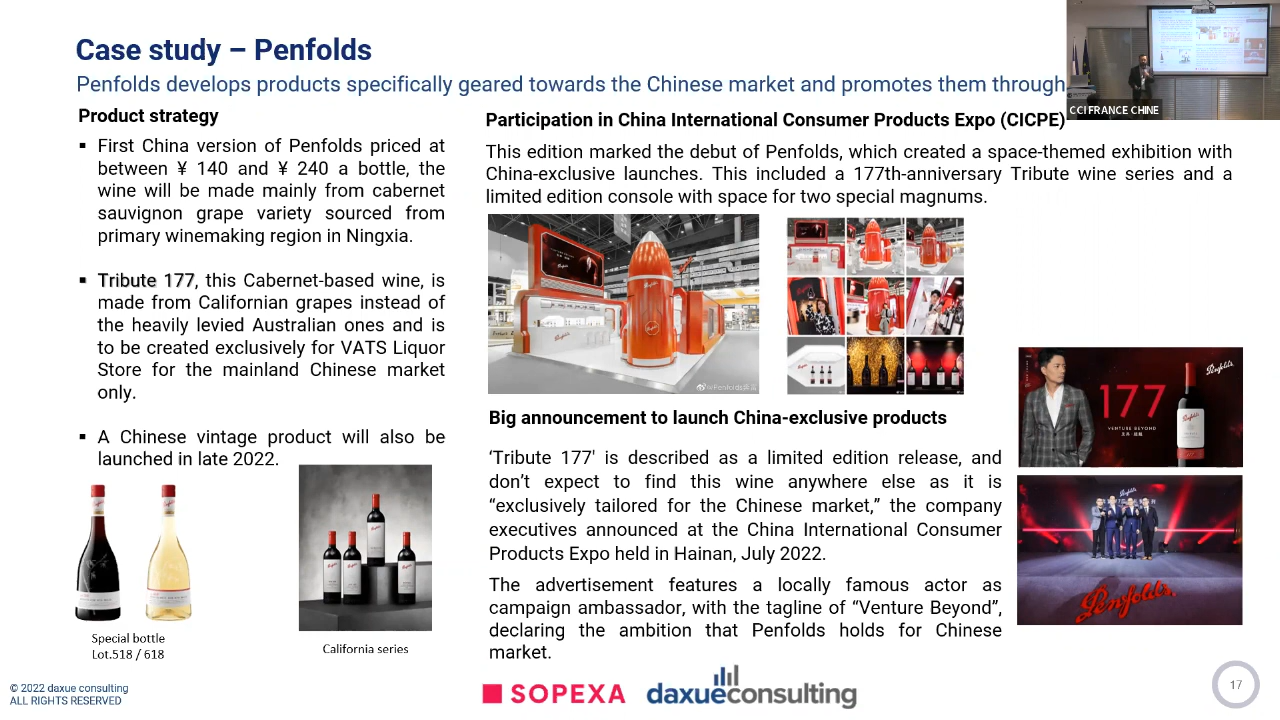 Case study – Penfolds
Penfolds develops products specifically geared towards the Chinese market and promotes them through
CCI FRANCE CHINE
Product strategy
▪ First China version of Penfolds priced at
between ¥ 140 and ¥ 240 a bottle, the
wine will be made mainly from cabernet
sauvignon grape variety sourced from
primary winemaking region in Ningxia.
▪ Tribute 177, this Cabernet-based wine, is
made from Californian grapes instead of
the heavily levied Australian ones and is
to be created exclusively for VATS Liquor
Store for the mainland Chinese market
only.
▪ A Chinese vintage product will also be
launched in late 2022.
Special bottle
Lot.518 / 618
California series
Participation in China International Consumer Products Expo (CICPE)
This edition marked the debut of Penfolds, which created a space-themed exhibition with
China-exclusive launches. This included a 177th-anniversary Tribute wine series and a
limited edition console with space for two special magnums.
Penfolds
Big announcement to launch China-exclusive products
‘Tribute 177' is described as a limited edition release, and
don’t expect to find this wine anywhere else as it is
“exclusively tailored for the Chinese market,” the company
executives announced at the China International Consumer
Products Expo held in Hainan, July 2022.
The advertisement features a locally famous actor as
campaign ambassador, with the tagline of “Venture Beyond”,
declaring the ambition that Penfolds holds for Chinese
market.
Penfolds
177
VENTURE BEYOND
Penfolds
© 2022 daxue consulting
ALL RIGHTS RESERVED
SOPEXA
daxueconsulting
17